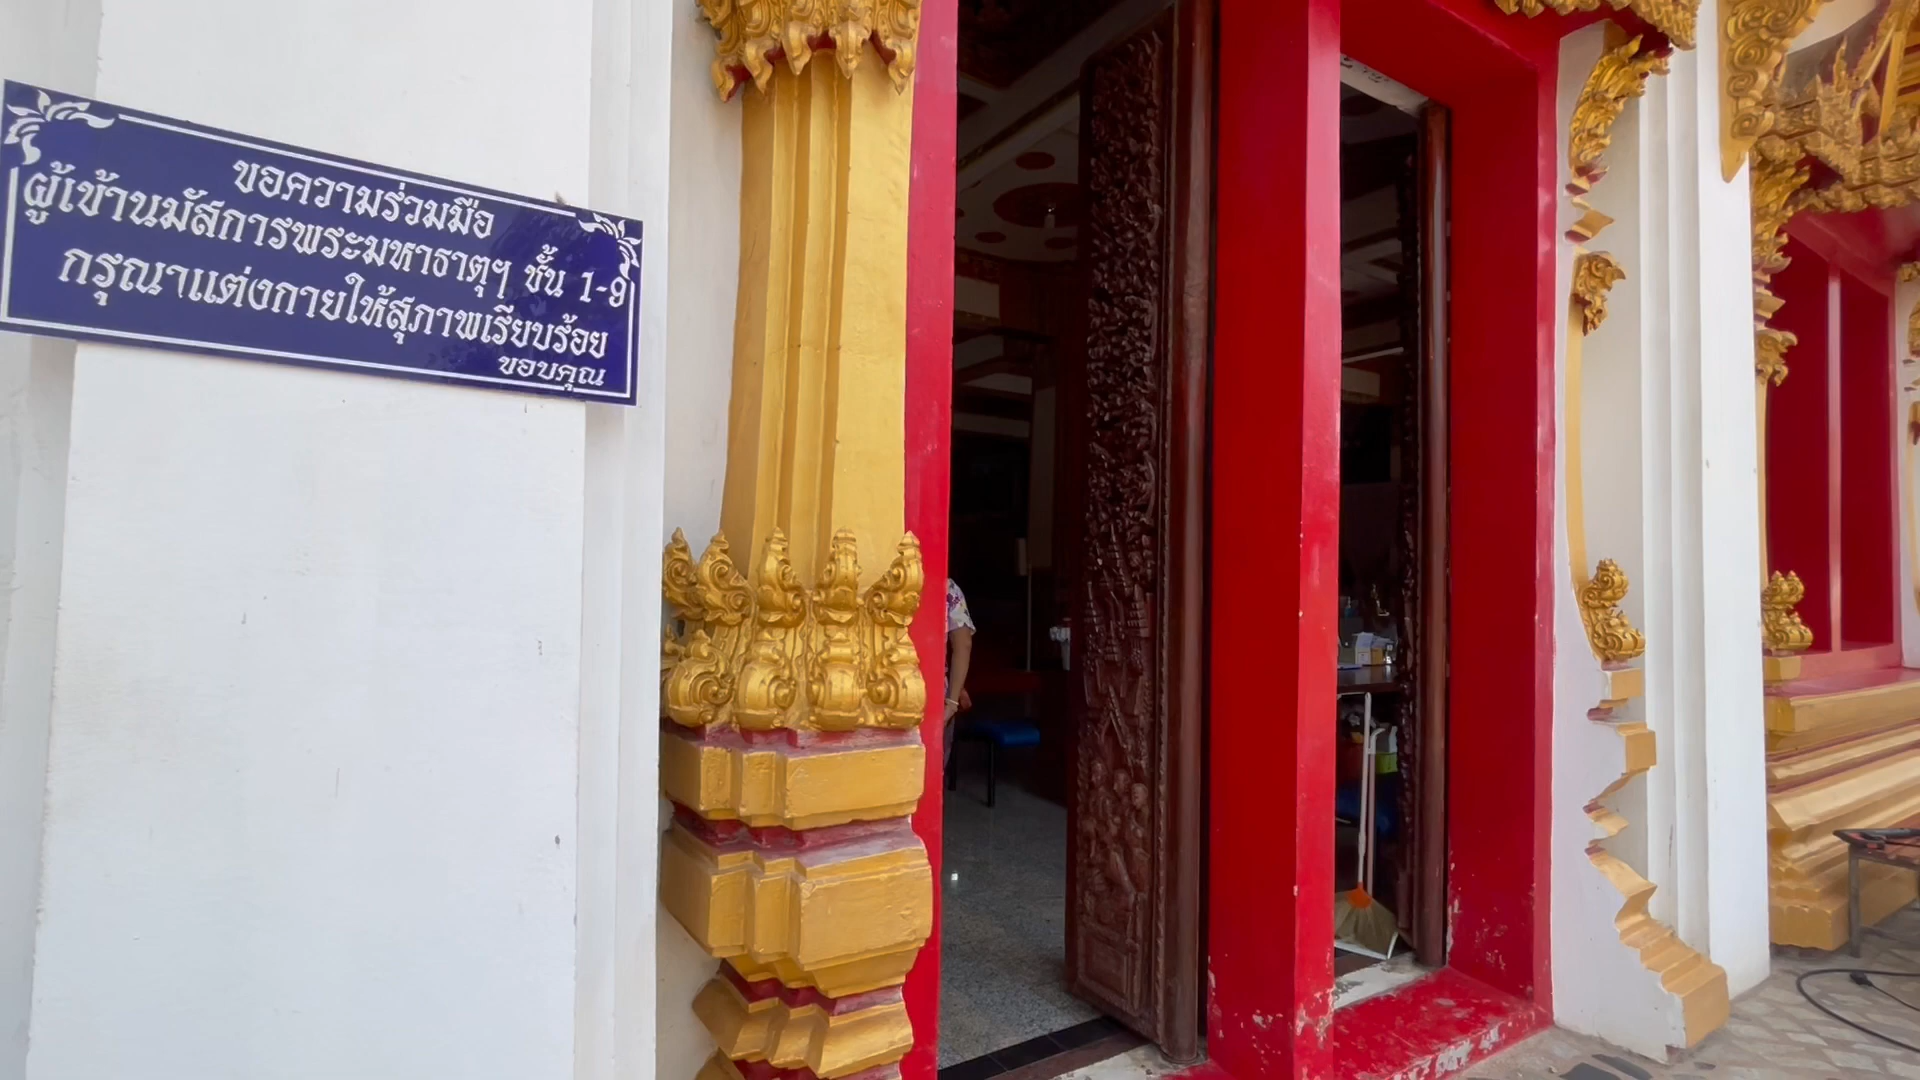 ขอความร่วมมือ
ผู้เข้านมัสการพระมหาธาตุฯ ชั้น 1-9
กรุณาแต่งกายให้สุภาพเรียบร้อย
ขอบคุณ